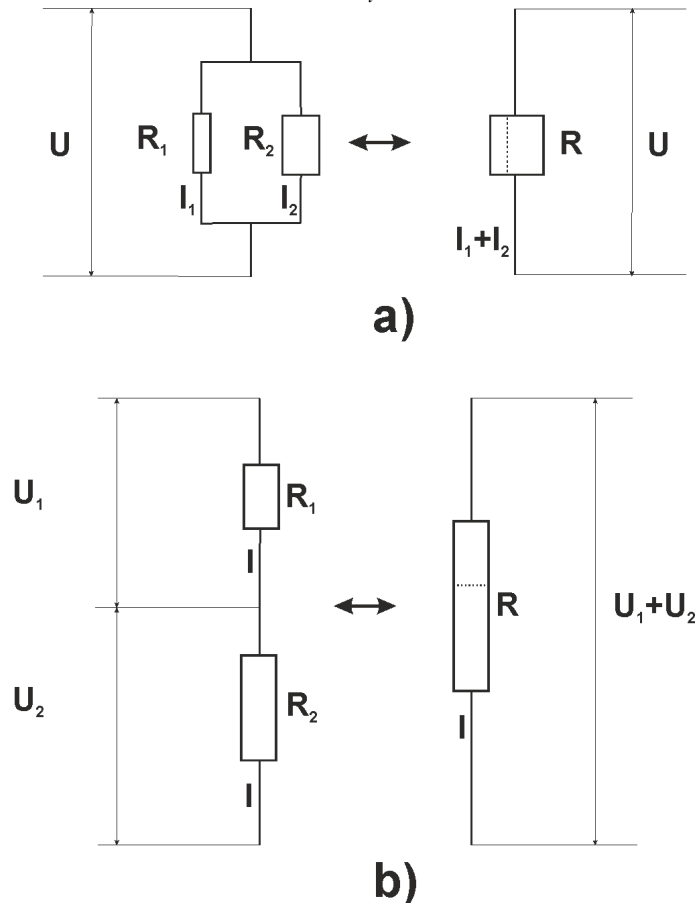 U R₁ R₂ R U
I₁ I₂ I₁+I₂
a)
U₁ R₁
I
R U₁+U₂
U₂ R₂
I I
b)